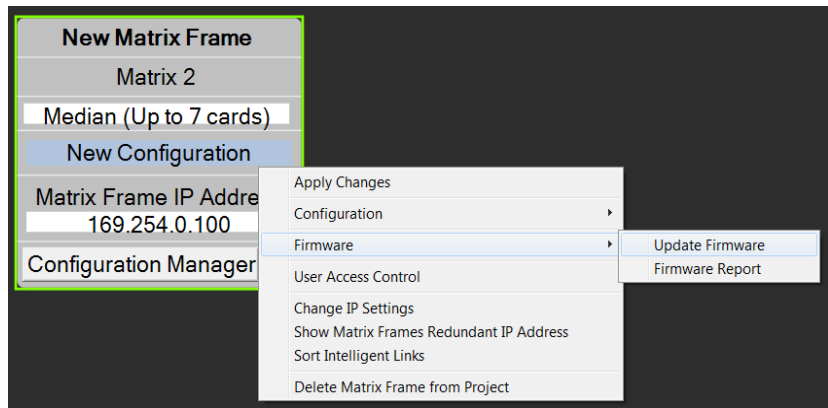 New Matrix Frame
Matrix 2
Median (Up to 7 cards)
New Configuration
Matrix Frame IP Addre
169.254.0.100
Configuration Manager
Apply Changes
Configuration
Firmware
User Access Control
Change IP Settings
Show Matrix Frames Redundant IP Address
Sort Intelligent Links
Delete Matrix Frame from Project
Update Firmware
Firmware Report